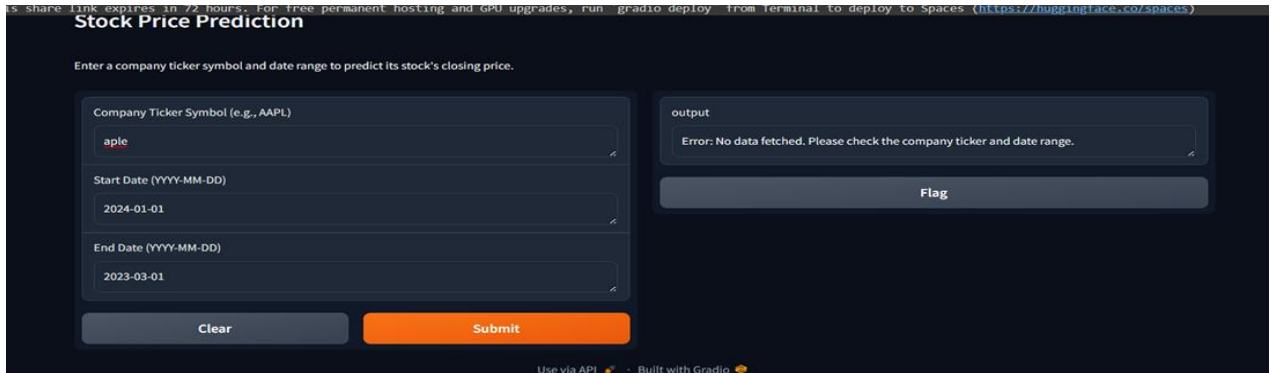 is share link expires in 72 hours. For free permanent hosting and GPU upgrades, run gradio deploy from Terminal to deploy to Spaces (https://huggingface.co/spaces)
Stock Price Prediction
Enter a company ticker symbol and date range to predict its stock's closing price.
Company Ticker Symbol (e.g., AAPL)
aple
Start Date (YYYY-MM-DD)
2024-01-01
End Date (YYYY-MM-DD)
2023-03-01
Clear
Submit
output
Error: No data fetched. Please check the company ticker and date range.
Flag
Use via API · Built with Gradio